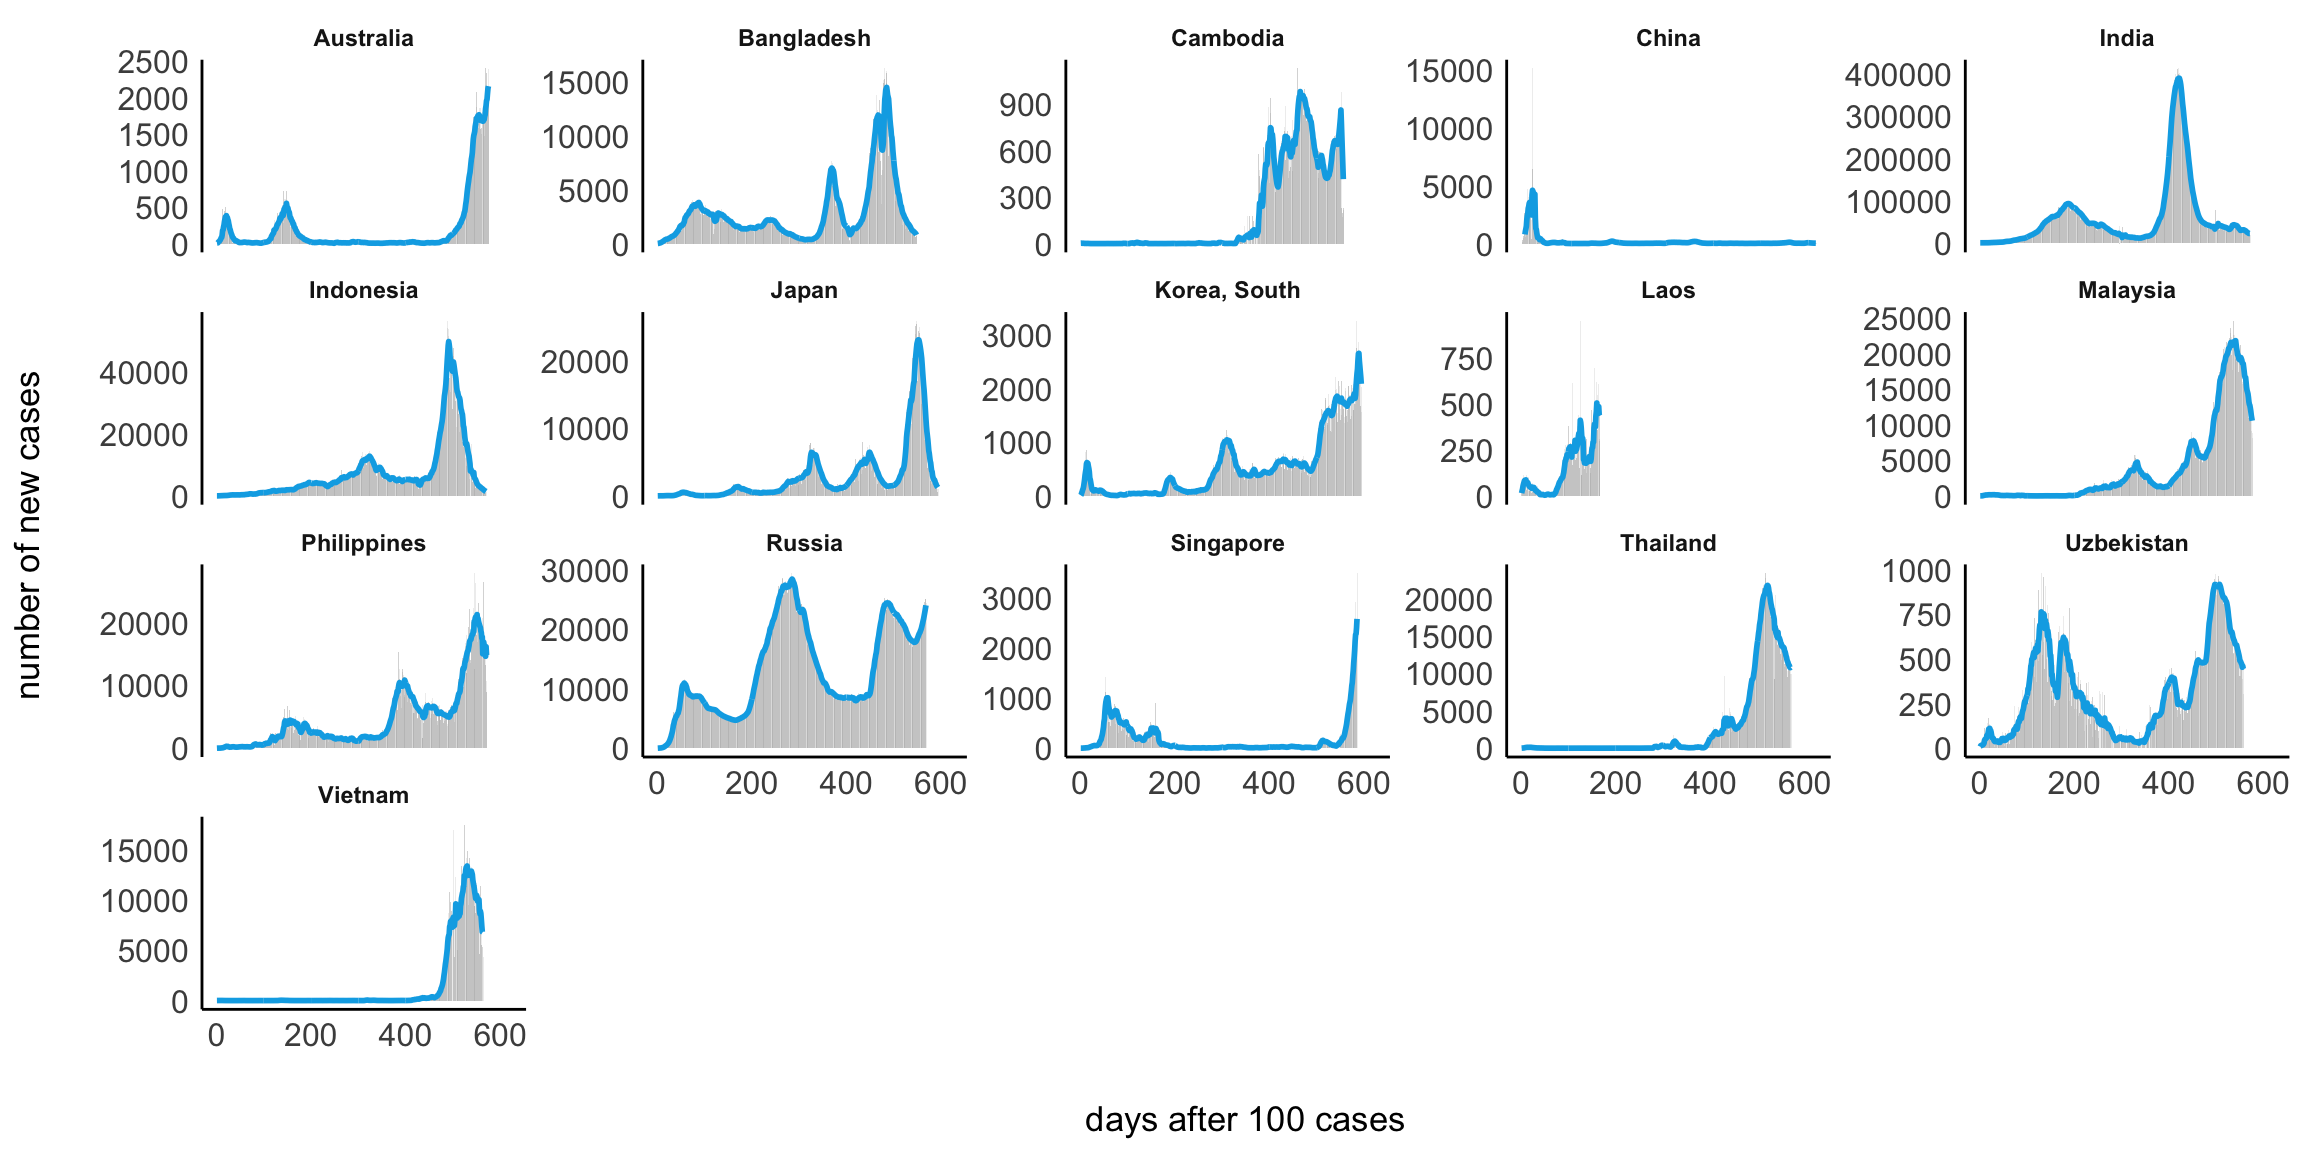 Australia
Bangladesh
Cambodia
China
India
2500
2000
1500
1000
500
0
15000
10000
5000
0
900
600
300
0
15000
10000
5000
0
400000
300000
200000
100000
0
Indonesia
Japan
Korea, South
Laos
Malaysia
40000
20000
0
20000
10000
0
3000
2000
1000
0
750
500
250
0
25000
20000
15000
10000
5000
0
number of new cases
Philippines
Russia
Singapore
Thailand
Uzbekistan
20000
10000
0
30000
20000
10000
0
3000
2000
1000
0
20000
15000
10000
5000
0
1000
750
500
250
0
0 200 400 600
0 200 400 600
0 200 400 600
0 200 400 600
Vietnam
15000
10000
5000
0
0 200 400 600
days after 100 cases